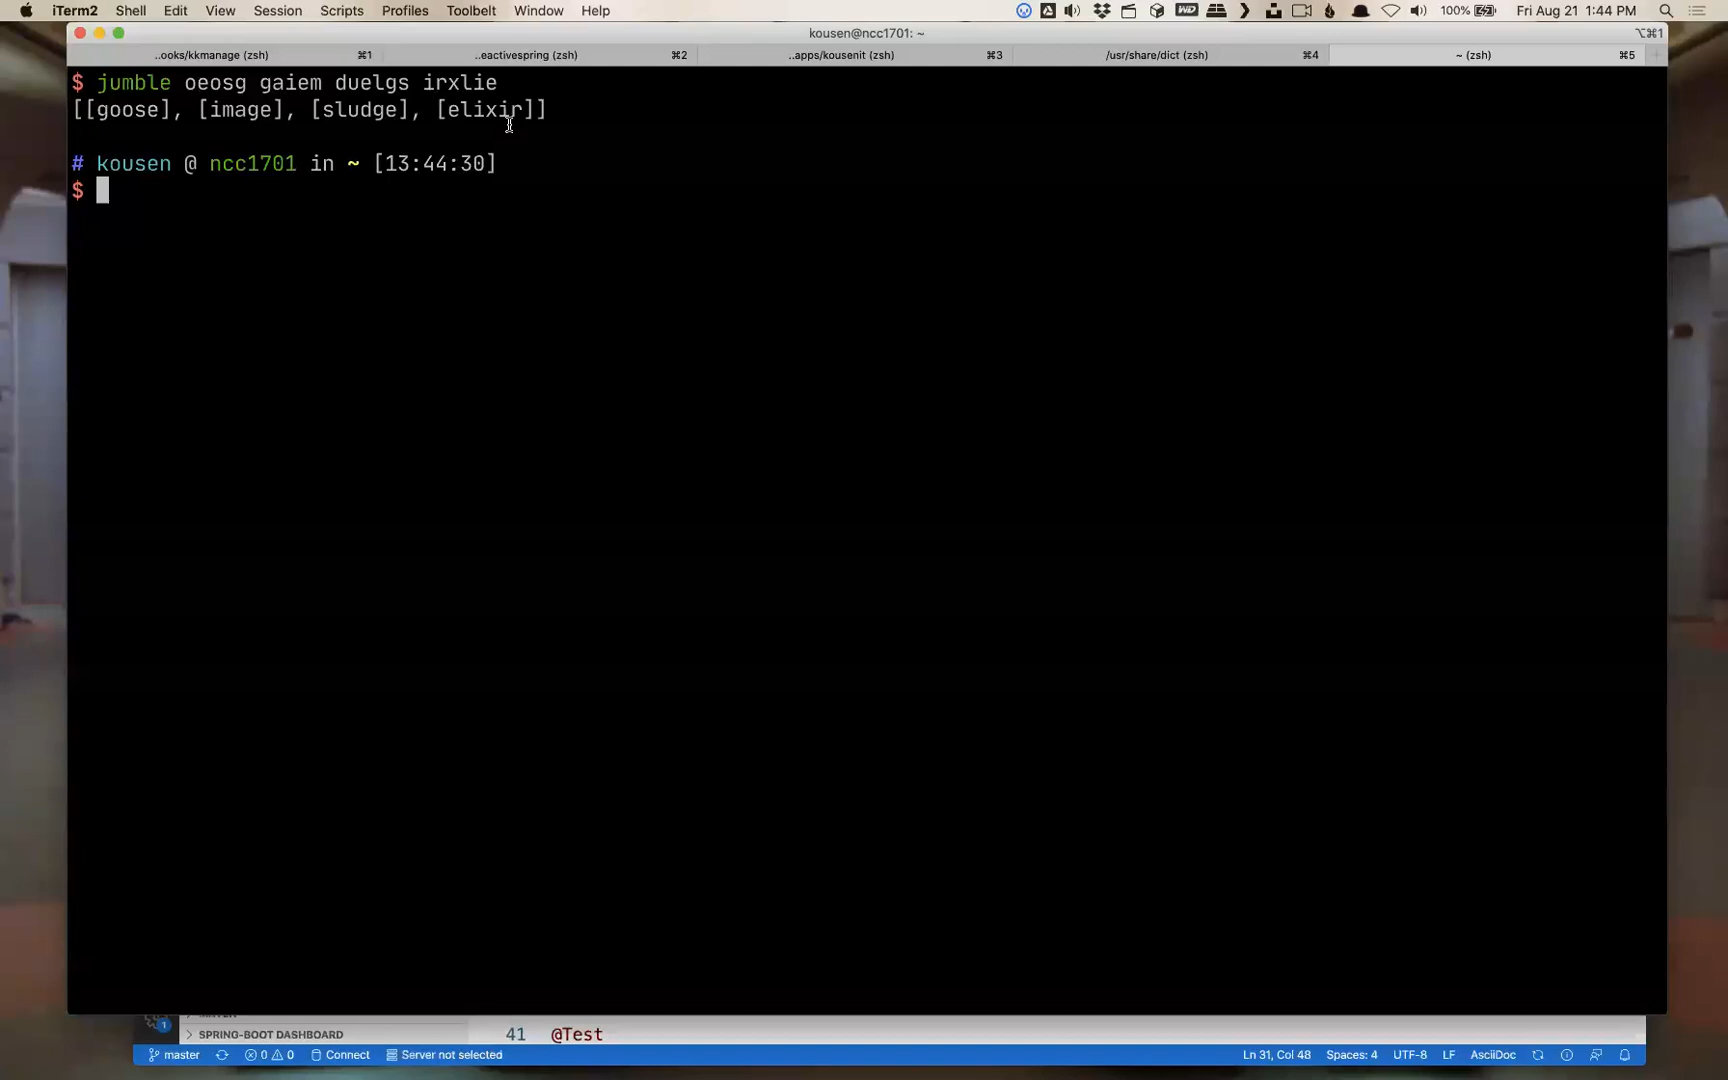 iTerm2 Shell Edit View Session Scripts Profiles Toolbelt Window Help 100% Fri Aug 21 1:44 PM
kousen@ncc1701: ~ ⌥⌘1
..ooks/kkmanage (zsh) ⌘1 ..eactivespring (zsh) ⌘2 ..apps/kousenit (zsh) ⌘3 /usr/share/dict (zsh) ⌘4 ~ (zsh) ⌘5
$ jumble oeosg gaiem duelgs irxlie
[[goose], [image], [sludge], [elixir]]
# kousen @ ncc1701 in ~ [13:44:30]
$
1 > SPRING-BOOT DASHBOARD 41 @Test
master 0 0 Connect Server not selected Ln 31, Col 48 Spaces: 4 UTF-8 LF AsciiDoc